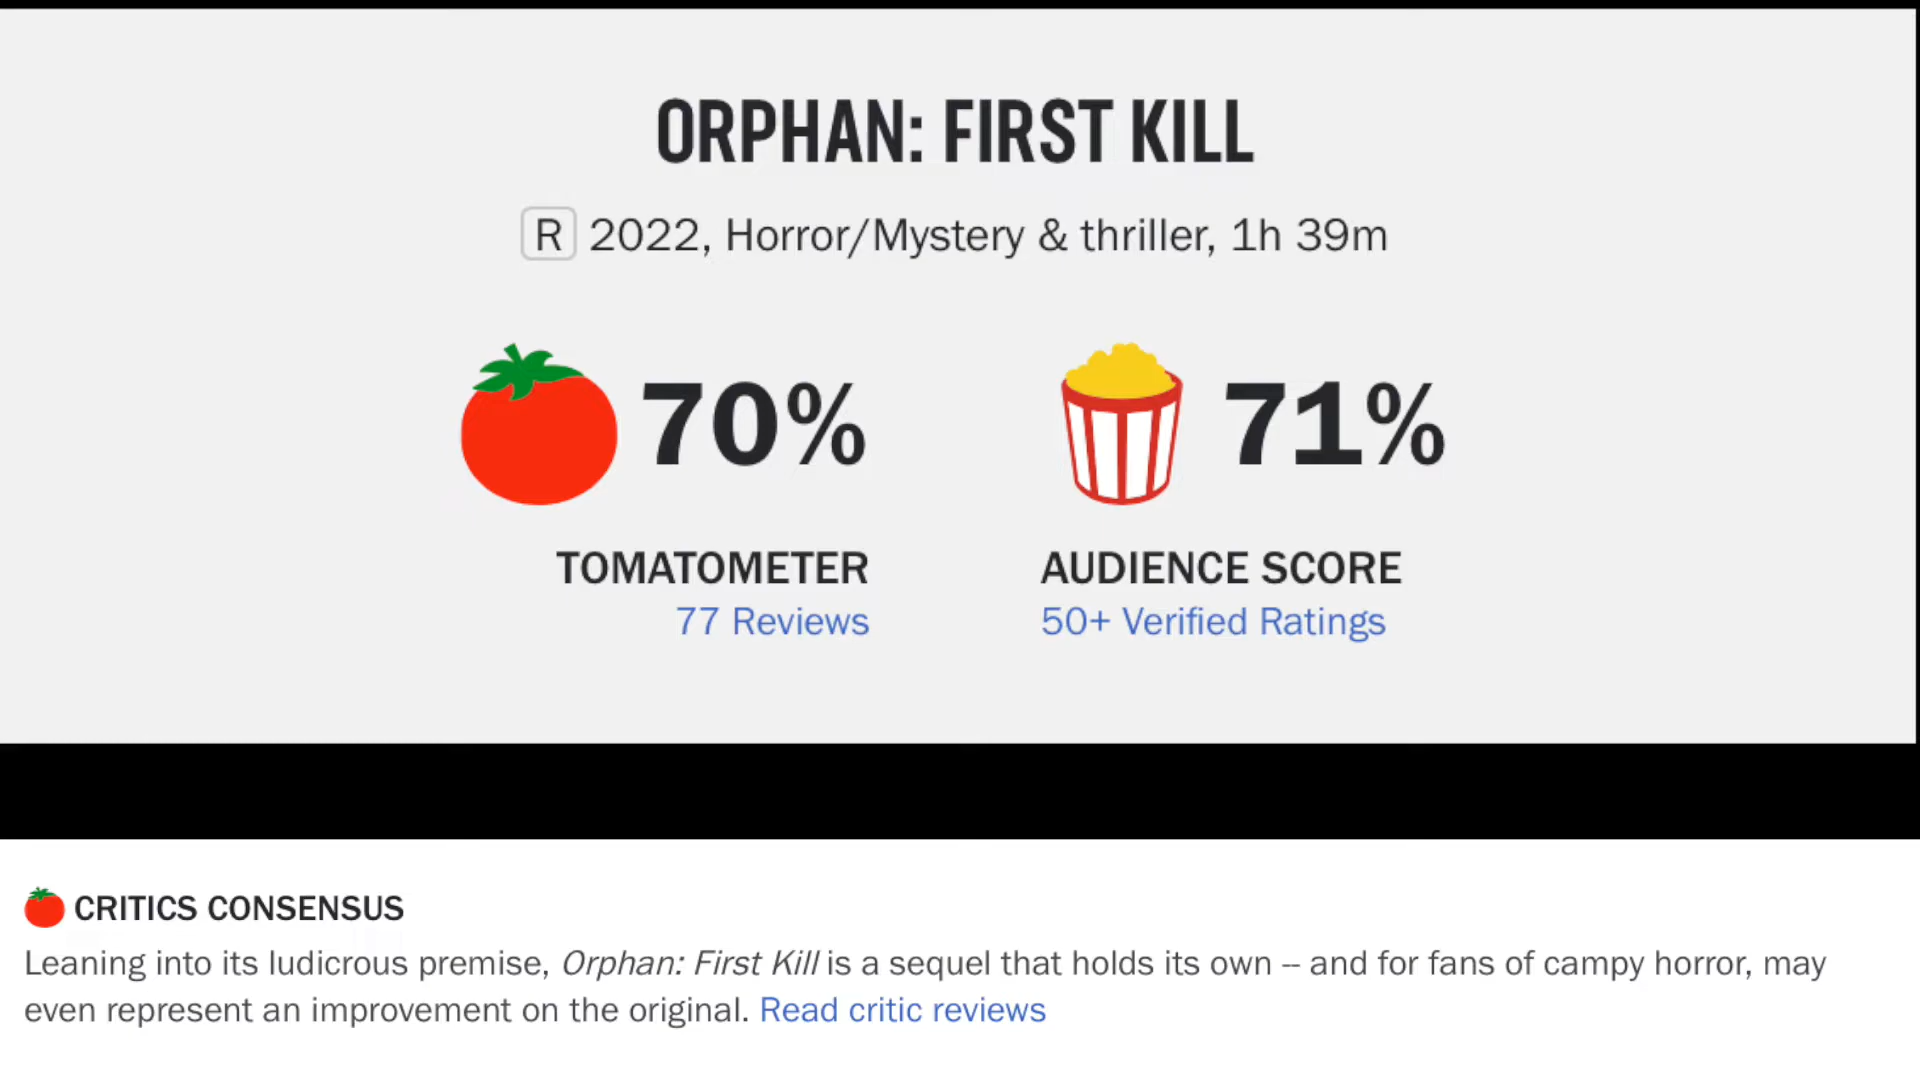 ORPHAN: FIRST KILL
R 2022, Horror/Mystery & thriller, 1h 39m
70%
71%
TOMATOMETER
AUDIENCE SCORE
77 Reviews
50+ Verified Ratings
CRITICS CONSENSUS
Leaning into its ludicrous premise, Orphan: First Kill is a sequel that holds its own -- and for fans of campy horror, may
even represent an improvement on the original. Read critic reviews